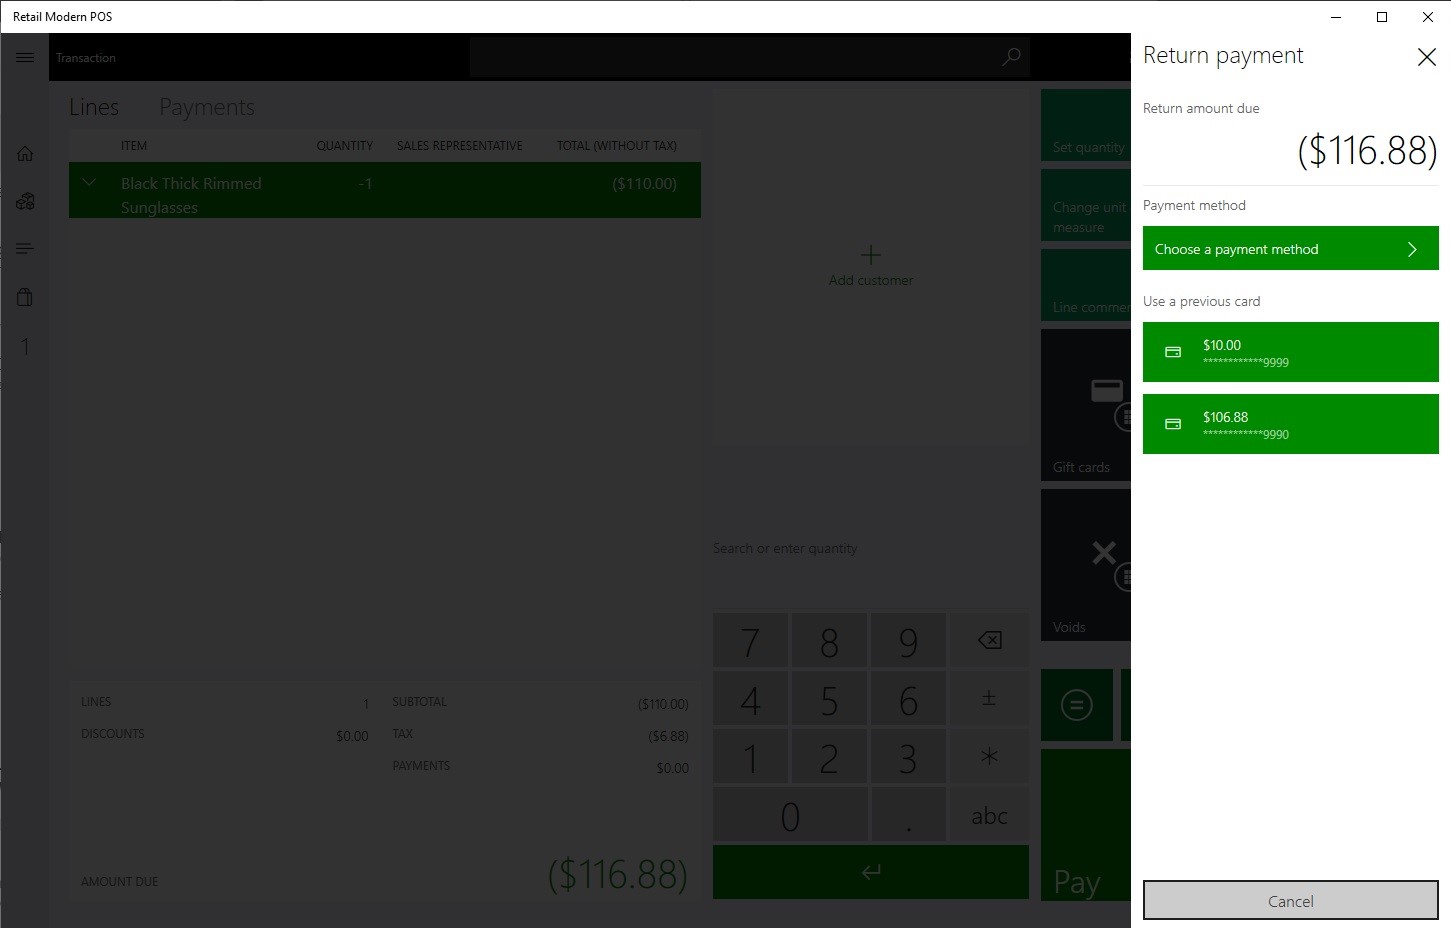 Retail Modern POS
Transaction
Lines Payments
ITEM QUANTITY SALES REPRESENTATIVE TOTAL (WITHOUT TAX)
Black Thick Rimmed -1 ($110.00)
Sunglasses
1
Add customer
Search or enter quantity
7 8 9
4 5 6 ±
1 2 3 *
0 . abc
LINES 1 SUBTOTAL ($110.00)
DISCOUNTS $0.00 TAX ($6.88)
PAYMENTS $0.00
AMOUNT DUE ($116.88)
Set quantity
Change unit
measure
Line commen
Gift cards
Voids
Pay
Return payment
Return amount due
($116.88)
Payment method
Choose a payment method
Use a previous card
$10.00
************9999
$106.88
************9990
Cancel